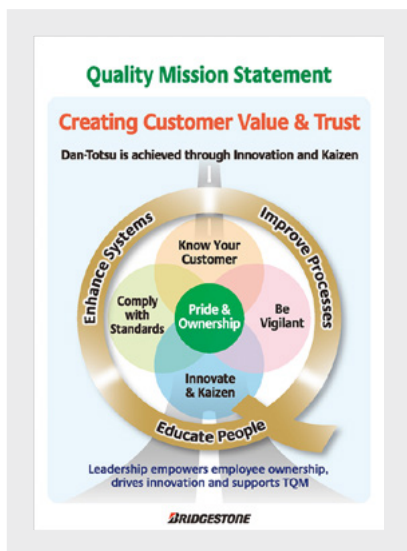 Quality Mission Statement
Creating Customer Value & Trust
Dan-Totsu is achieved through Innovation and Kaizen
Enhance Systems
Improve Processes
Know Your
Customer
Comply
with
Standards
Pride &
Ownership
Be
Vigilant
Innovate
& Kaizen
Educate People
Leadership empowers employee ownership,
drives innovation and supports TQM
BRIDGESTONE